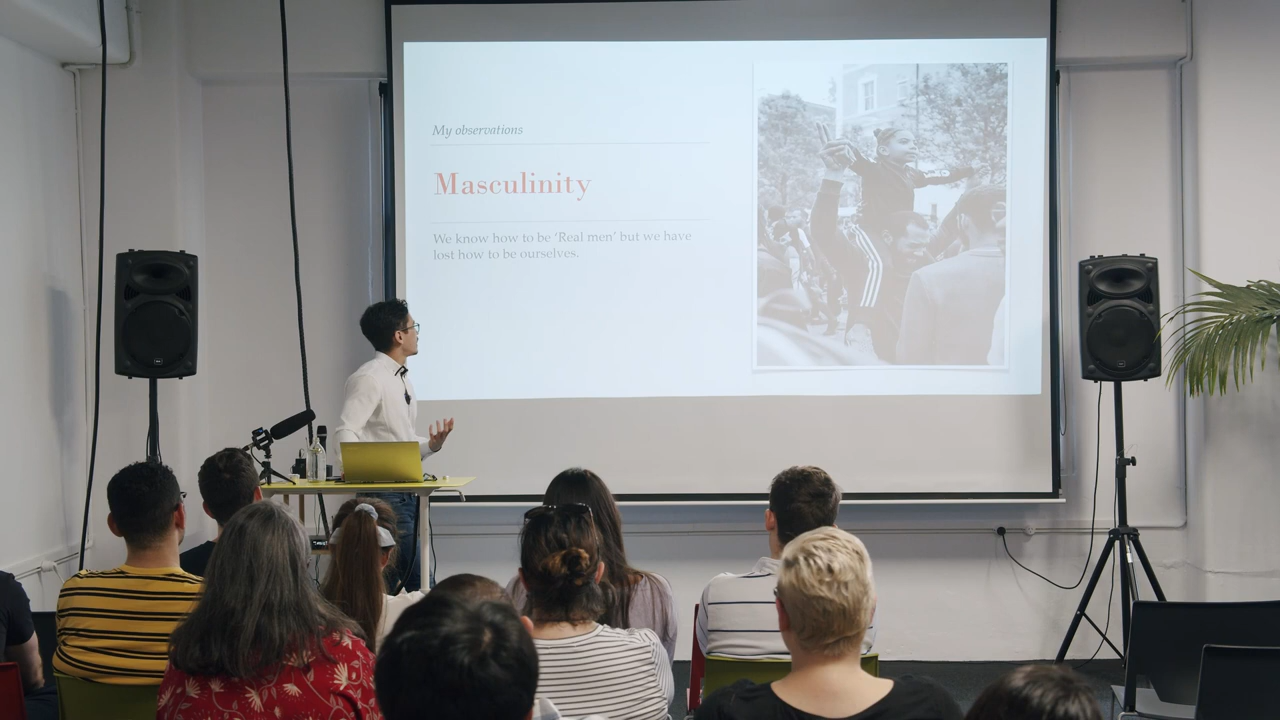 My observations
Masculinity
We know how to be ‘Real men’ but we have
lost how to be ourselves.